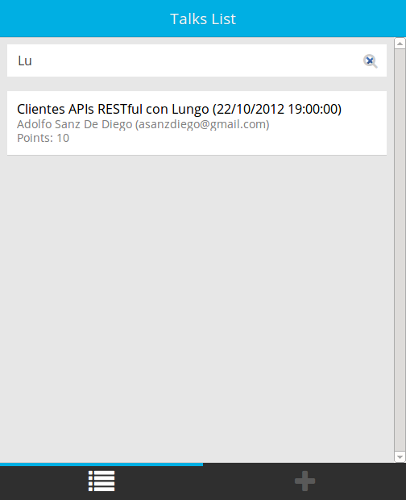 Talks List
Lu
Clientes APIs RESTful con Lungo (22/10/2012 19:00:00)
Adolfo Sanz De Diego (asanzdiego@gmail.com)
Points: 10